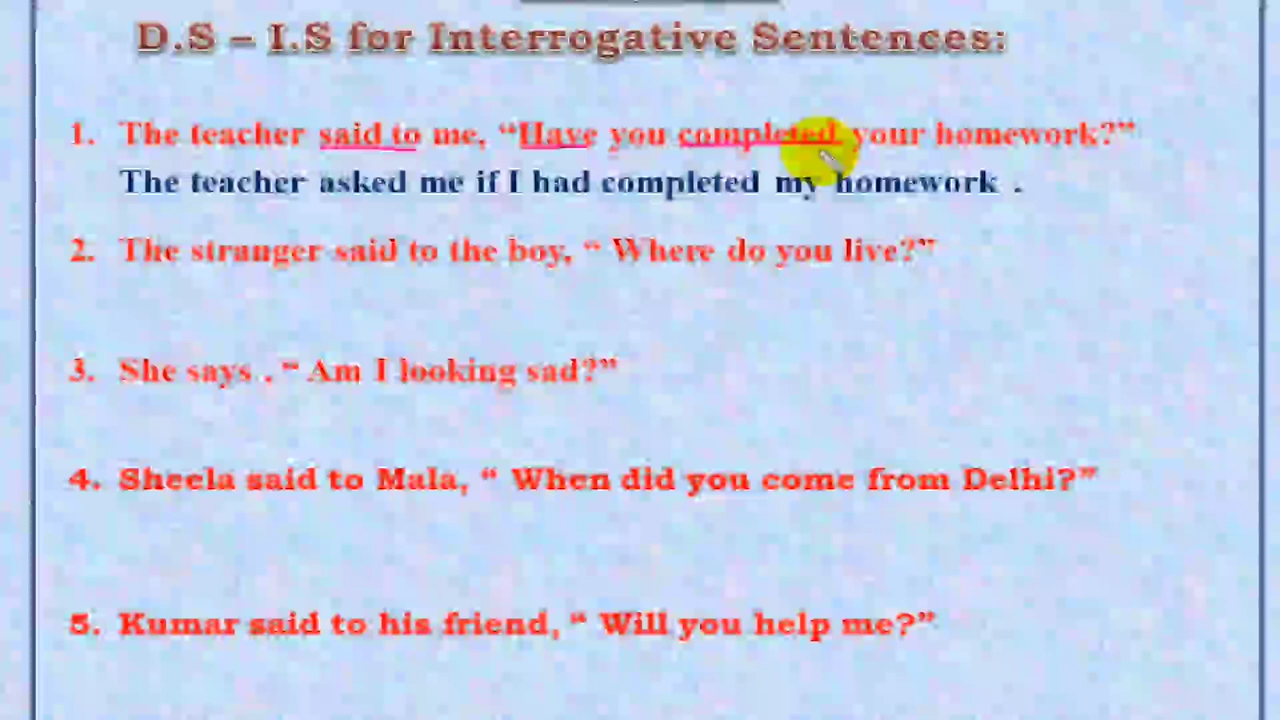 D.S – I.S for Interrogative Sentences:
1. The teacher said to me, “Have you completed your homework?”
The teacher asked me if I had completed my homework .
2. The stranger said to the boy, “ Where do you live?”
3. She says , “ Am I looking sad?”
4. Sheela said to Mala, “ When did you come from Delhi?”
5. Kumar said to his friend, “ Will you help me?”